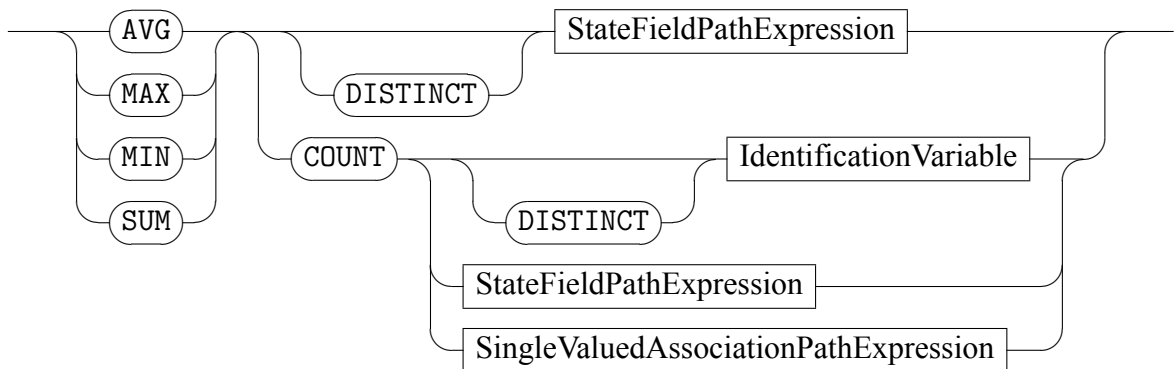 AVG StateFieldPathExpression
MAX DISTINCT
MIN COUNT IdentificationVariable
SUM DISTINCT
StateFieldPathExpression
SingleValuedAssociationPathExpression